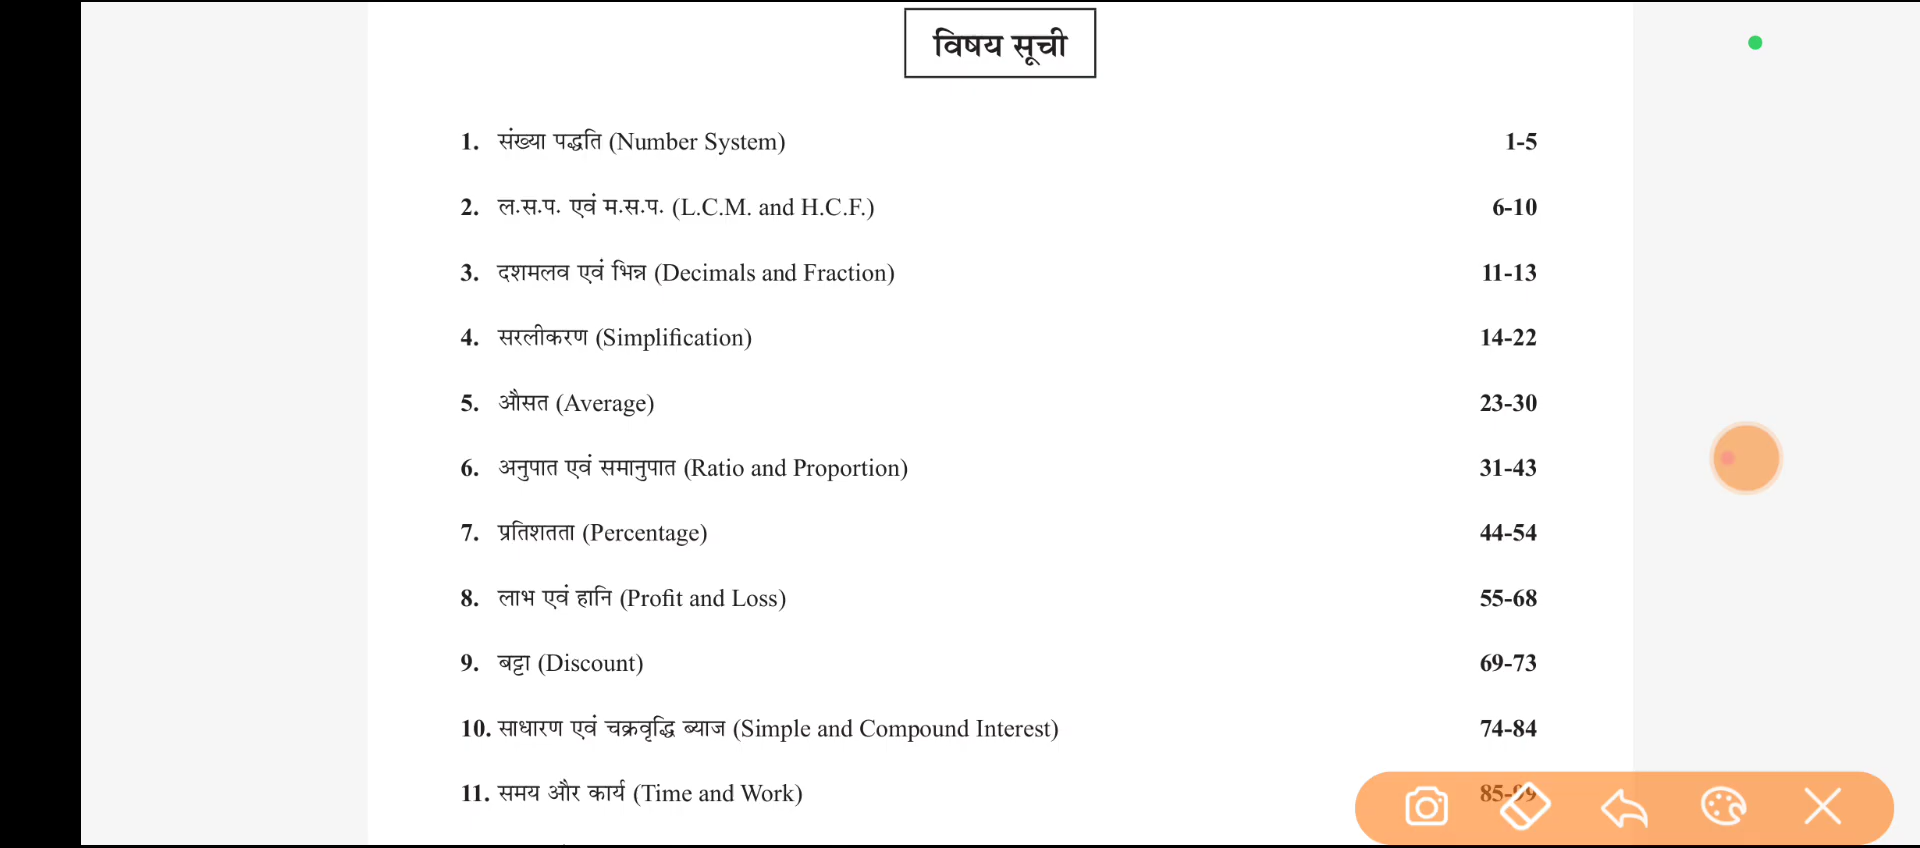 विषय सूची
1. संख्या पद्धति (Number System) 1-5
2. ल.स.प. एवं म.स.प. (L.C.M. and H.C.F.) 6-10
3. दशमलव एवं भिन्न (Decimals and Fraction) 11-13
4. सरलीकरण (Simplification) 14-22
5. औसत (Average) 23-30
6. अनुपात एवं समानुपात (Ratio and Proportion) 31-43
7. प्रतिशतता (Percentage) 44-54
8. लाभ एवं हानि (Profit and Loss) 55-68
9. बट्टा (Discount) 69-73
10. साधारण एवं चक्रवृद्धि ब्याज (Simple and Compound Interest) 74-84
11. समय और कार्य (Time and Work) 85-99